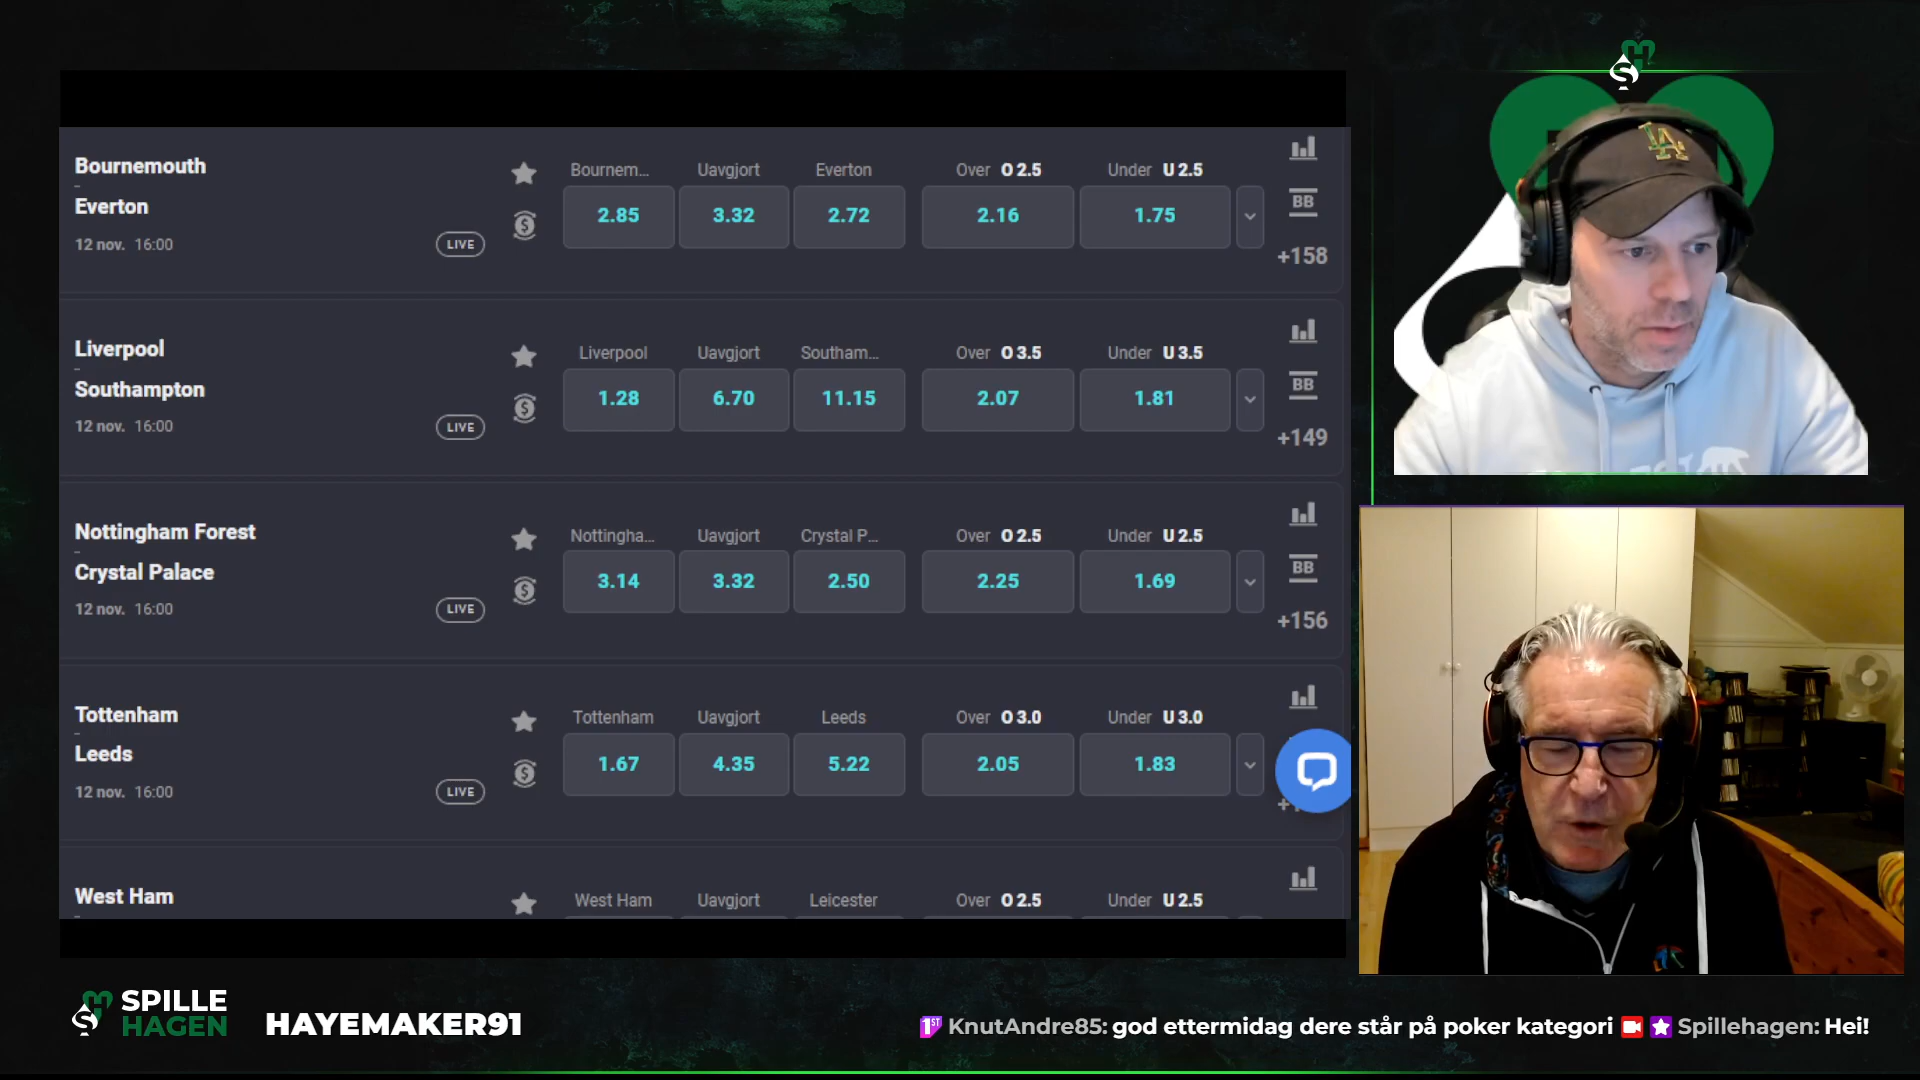 Bournemouth
-
Everton
12 nov. 16:00
LIVE
Bournem... Uavgjort Everton Over O 2.5 Under U 2.5
2.85 3.32 2.72 2.16 1.75
BB
+158
Liverpool
-
Southampton
12 nov. 16:00
LIVE
Liverpool Uavgjort Southam... Over O 3.5 Under U 3.5
1.28 6.70 11.15 2.07 1.81
BB
+149
Nottingham Forest
-
Crystal Palace
12 nov. 16:00
LIVE
Nottingha... Uavgjort Crystal P... Over O 2.5 Under U 2.5
3.14 3.32 2.50 2.25 1.69
BB
+156
Tottenham
-
Leeds
12 nov. 16:00
LIVE
Tottenham Uavgjort Leeds Over O 3.0 Under U 3.0
1.67 4.35 5.22 2.05 1.83
West Ham
West Ham Uavgjort Leicester Over O 2.5 Under U 2.5
LA
SPILLE
HAGEN
HAYEMAKER91
1ST KnutAndre85: god ettermidag dere står på poker kategori Spillehagen: Hei!